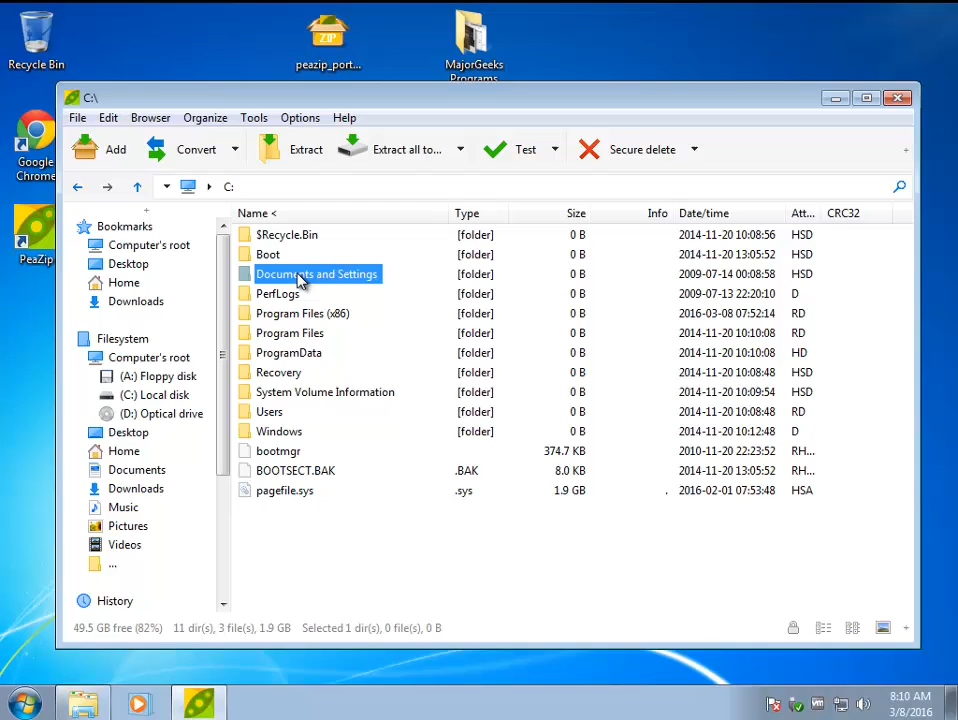 Recycle Bin
peazip_port...
MajorGeeks
Programs
Google
Chrome
PeaZip
C:\
File Edit Browser Organize Tools Options Help
Add Convert Extract Extract all to... Test Secure delete
C:
Bookmarks
Computer's root
Desktop
Home
Downloads
Filesystem
Computer's root
(A:) Floppy disk
(C:) Local disk
(D:) Optical drive
Desktop
Home
Documents
Downloads
Music
Pictures
Videos
...
History
Name < Type Size Info Date/time Att... CRC32
$Recycle.Bin [folder] 0 B 2014-11-20 10:08:56 HSD
Boot [folder] 0 B 2014-11-20 13:05:52 HSD
Documents and Settings [folder] 0 B 2009-07-14 00:08:58 HSD
PerfLogs [folder] 0 B 2009-07-13 22:20:10 D
Program Files (x86) [folder] 0 B 2016-03-08 07:52:14 RD
Program Files [folder] 0 B 2014-11-20 10:10:08 RD
ProgramData [folder] 0 B 2014-11-20 10:10:08 HD
Recovery [folder] 0 B 2014-11-20 10:08:48 HSD
System Volume Information [folder] 0 B 2014-11-20 10:09:54 HSD
Users [folder] 0 B 2014-11-20 10:08:48 RD
Windows [folder] 0 B 2014-11-20 10:12:48 D
bootmgr 374.7 KB 2010-11-20 22:23:52 RH...
BOOTSECT.BAK .BAK 8.0 KB 2014-11-20 13:05:52 RH...
pagefile.sys .sys 1.9 GB . 2016-02-01 07:53:48 HSA
49.5 GB free (82%) 11 dir(s), 3 file(s), 1.9 GB Selected 1 dir(s), 0 file(s), 0 B
8:10 AM
3/8/2016